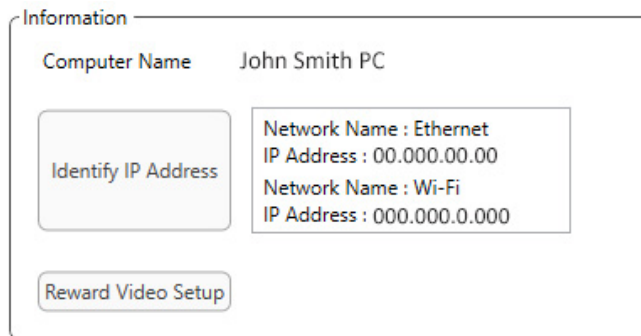 Information
Computer Name John Smith PC
Identify IP Address
Network Name : Ethernet
IP Address : 00.000.00.00
Network Name : Wi-Fi
IP Address : 000.000.0.000
Reward Video Setup